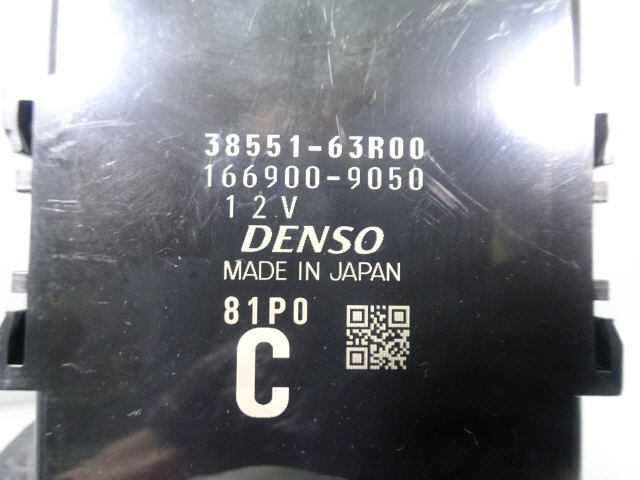 38551-63R00
166900-9050
12V
DENSO
MADE IN JAPAN
81P0
C